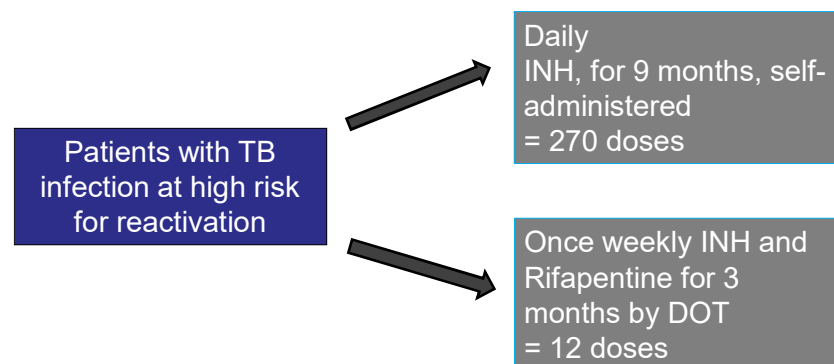 Patients with TB
infection at high risk
for reactivation
Daily
INH, for 9 months, self-
administered
= 270 doses
Once weekly INH and
Rifapentine for 3
months by DOT
= 12 doses